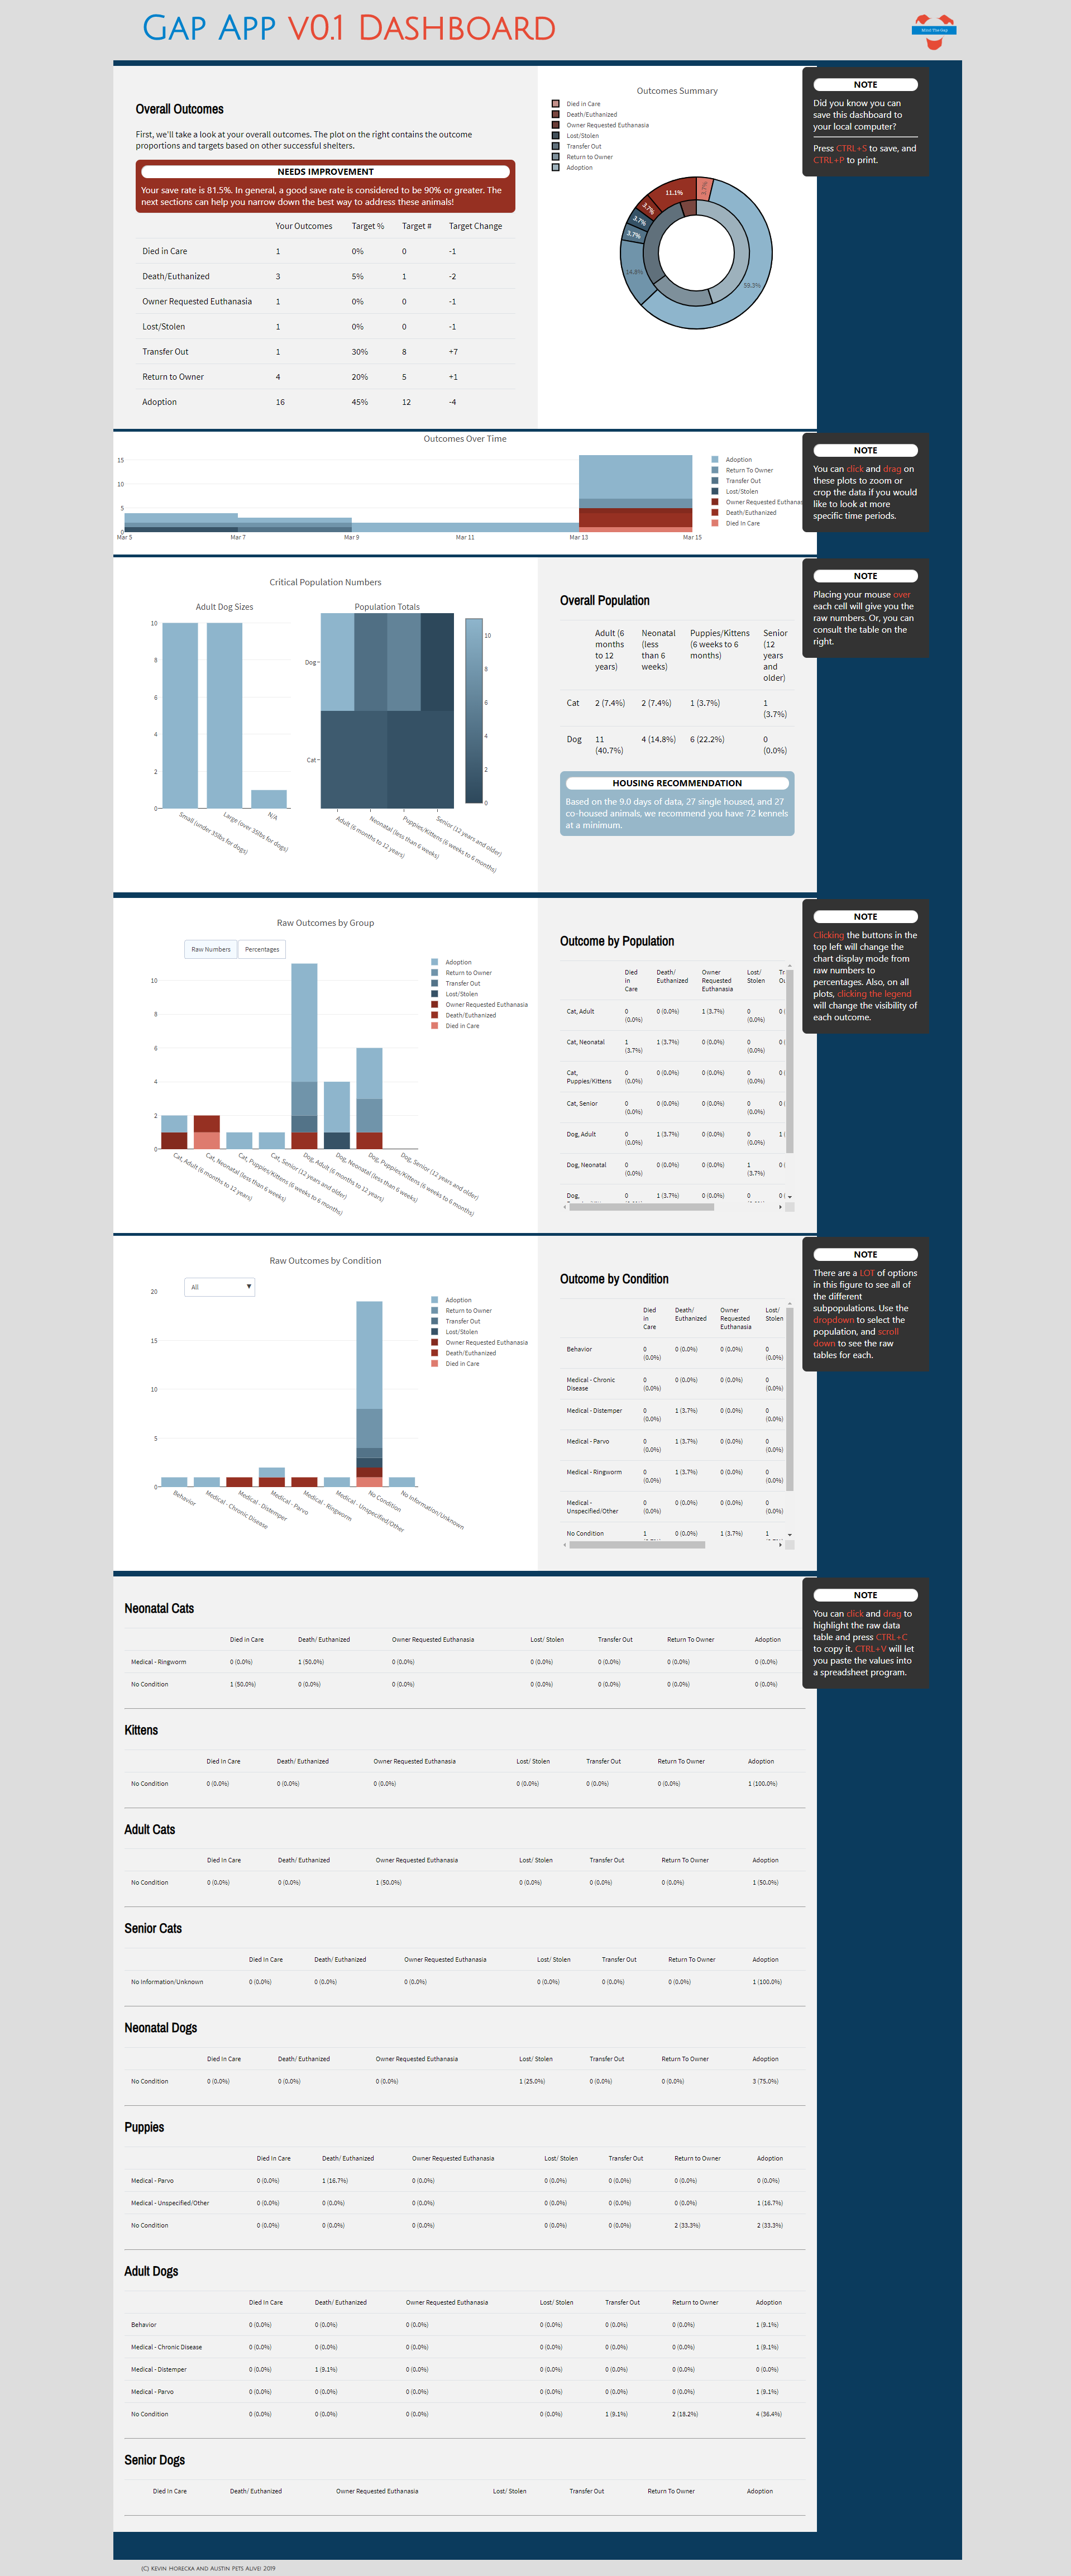 Gap App v0.1 Dashboard
Mind The Gap
Overall Outcomes
First, we'll take a look at your overall outcomes. The plot on the right contains the outcome
proportions and targets based on other successful shelters.
NEEDS IMPROVEMENT
Your save rate is 81.5%. In general, a good save rate is considered to be 90% or greater. The
next sections can help you narrow down the best way to address these animals!
Your Outcomes Target % Target # Target Change
Died in Care 1 0% 0 -1
Death/Euthanized 3 5% 1 -2
Owner Requested Euthanasia 1 0% 0 -1
Lost/Stolen 1 0% 0 -1
Transfer Out 1 30% 8 +7
Return to Owner 4 20% 5 +1
Adoption 16 45% 12 -4
Outcomes Summary
Died in Care
Death/Euthanized
Owner Requested Euthanasia
Lost/Stolen
Transfer Out
Return to Owner
Adoption
3.7%
11.1%
3.7%
3.7%
3.7%
14.8%
59.3%
NOTE
Did you know you can
save this dashboard to
your local computer?
Press CTRL+S to save, and
CTRL+P to print.
Outcomes Over Time
15
10
5
0
Mar 5 Mar 7 Mar 9 Mar 11 Mar 13 Mar 15
Adoption
Return To Owner
Transfer Out
Lost/Stolen
Owner Requested Euthanas
Death/Euthanized
Died In Care
NOTE
You can click and drag on
these plots to zoom or
crop the data if you would
like to look at more
specific time periods.
Critical Population Numbers
Adult Dog Sizes
10
8
6
4
2
0
Small (under 35lbs for dogs)
Large (over 35lbs for dogs)
N/A
Population Totals
Dog
Cat
Adult (6 months to 12 years)
Neonatal (less than 6 weeks)
Puppies/Kittens (6 weeks to 6 months)
Senior (12 years and older)
10
8
6
4
2
0
Overall Population
Adult (6 months to 12 years) Neonatal (less than 6 weeks) Puppies/Kittens (6 weeks to 6 months) Senior (12 years and older)
Cat 2 (7.4%) 2 (7.4%) 1 (3.7%) 1 (3.7%)
Dog 11 (40.7%) 4 (14.8%) 6 (22.2%) 0 (0.0%)
HOUSING RECOMMENDATION
Based on the 9.0 days of data, 27 single housed, and 27
co-housed animals, we recommend you have 72 kennels
at a minimum.
NOTE
Placing your mouse over
each cell will give you the
raw numbers. Or, you can
consult the table on the
right.
Raw Outcomes by Group
Raw Numbers Percentages
10
8
6
4
2
0
Cat, Adult (6 months to 12 years)
Cat, Neonatal (less than 6 weeks)
Cat, Puppies/Kittens (6 weeks to 6 months)
Cat, Senior (12 years and older)
Dog, Adult (6 months to 12 years)
Dog, Neonatal (less than 6 weeks)
Dog, Puppies/Kittens (6 weeks to 6 months)
Dog, Senior (12 years and older)
Adoption
Return to Owner
Transfer Out
Lost/Stolen
Owner Requested Euthanasia
Death/Euthanized
Died in Care
Outcome by Population
Died in Care Death/ Euthanized Owner Requested Euthanasia Lost/ Stolen Tr Ou
Cat, Adult 0 (0.0%) 0 (0.0%) 1 (3.7%) 0 (0.0%) 0 (
Cat, Neonatal 1 (3.7%) 1 (3.7%) 0 (0.0%) 0 (0.0%) 0 (
Cat, Puppies/Kittens 0 (0.0%) 0 (0.0%) 0 (0.0%) 0 (0.0%) 0 (
Cat, Senior 0 (0.0%) 0 (0.0%) 0 (0.0%) 0 (0.0%) 0 (
Dog, Adult 0 (0.0%) 1 (3.7%) 0 (0.0%) 0 (0.0%) 1 (
Dog, Neonatal 0 (0.0%) 0 (0.0%) 0 (0.0%) 1 (3.7%) 0 (
Dog, 0 1 (3.7%) 0 (0.0%) 0 0 (
NOTE
Clicking the buttons in the
top left will change the
chart display mode from
raw numbers to
percentages. Also, on all
plots, clicking the legend
will change the visibility of
each outcome.
Raw Outcomes by Condition
All
20
15
10
5
0
Behavior
Medical - Chronic Disease
Medical - Distemper
Medical - Parvo
Medical - Ringworm
Medical - Unspecified/Other
No Condition
No Information/Unknown
Adoption
Return to Owner
Transfer Out
Lost/Stolen
Owner Requested Euthanasia
Death/Euthanized
Died in Care
Outcome by Condition
Died in Care Death/ Euthanized Owner Requested Euthanasia Lost/ Stolen
Behavior 0 (0.0%) 0 (0.0%) 0 (0.0%) 0 (0.0%)
Medical - Chronic Disease 0 (0.0%) 0 (0.0%) 0 (0.0%) 0 (0.0%)
Medical - Distemper 0 (0.0%) 1 (3.7%) 0 (0.0%) 0 (0.0%)
Medical - Parvo 0 (0.0%) 1 (3.7%) 0 (0.0%) 0 (0.0%)
Medical - Ringworm 0 (0.0%) 1 (3.7%) 0 (0.0%) 0 (0.0%)
Medical - Unspecified/Other 0 (0.0%) 0 (0.0%) 0 (0.0%) 0 (0.0%)
No Condition 1 0 (0.0%) 1 (3.7%) 1
NOTE
There are a LOT of options
in this figure to see all of
the different
subpopulations. Use the
dropdown to select the
population, and scroll
down to see the raw
tables for each.
Neonatal Cats
Died In Care Death/ Euthanized Owner Requested Euthanasia Lost/ Stolen Transfer Out Return To Owner Adoption
Medical - Ringworm 0 (0.0%) 1 (50.0%) 0 (0.0%) 0 (0.0%) 0 (0.0%) 0 (0.0%) 0 (0.0%)
No Condition 1 (50.0%) 0 (0.0%) 0 (0.0%) 0 (0.0%) 0 (0.0%) 0 (0.0%) 0 (0.0%)
NOTE
You can click and drag to
highlight the raw data
table and press CTRL+C
to copy it. CTRL+V will let
you paste the values into
a spreadsheet program.
Kittens
Died In Care Death/ Euthanized Owner Requested Euthanasia Lost/ Stolen Transfer Out Return To Owner Adoption
No Condition 0 (0.0%) 0 (0.0%) 0 (0.0%) 0 (0.0%) 0 (0.0%) 0 (0.0%) 1 (100.0%)
Adult Cats
Died In Care Death/ Euthanized Owner Requested Euthanasia Lost/ Stolen Transfer Out Return To Owner Adoption
No Condition 0 (0.0%) 0 (0.0%) 1 (50.0%) 0 (0.0%) 0 (0.0%) 0 (0.0%) 1 (50.0%)
Senior Cats
Died In Care Death/ Euthanized Owner Requested Euthanasia Lost/ Stolen Transfer Out Return To Owner Adoption
No Information/Unknown 0 (0.0%) 0 (0.0%) 0 (0.0%) 0 (0.0%) 0 (0.0%) 0 (0.0%) 1 (100.0%)
Neonatal Dogs
Died In Care Death/ Euthanized Owner Requested Euthanasia Lost/ Stolen Transfer Out Return To Owner Adoption
No Condition 0 (0.0%) 0 (0.0%) 0 (0.0%) 1 (25.0%) 0 (0.0%) 0 (0.0%) 3 (75.0%)
Puppies
Died In Care Death/ Euthanized Owner Requested Euthanasia Lost/ Stolen Transfer Out Return to Owner Adoption
Medical - Parvo 0 (0.0%) 1 (16.7%) 0 (0.0%) 0 (0.0%) 0 (0.0%) 0 (0.0%) 0 (0.0%)
Medical - Unspecified/Other 0 (0.0%) 0 (0.0%) 0 (0.0%) 0 (0.0%) 0 (0.0%) 0 (0.0%) 1 (16.7%)
No Condition 0 (0.0%) 0 (0.0%) 0 (0.0%) 0 (0.0%) 0 (0.0%) 2 (33.3%) 2 (33.3%)
Adult Dogs
Died In Care Death/ Euthanized Owner Requested Euthanasia Lost/ Stolen Transfer Out Return to Owner Adoption
Behavior 0 (0.0%) 0 (0.0%) 0 (0.0%) 0 (0.0%) 0 (0.0%) 0 (0.0%) 1 (9.1%)
Medical - Chronic Disease 0 (0.0%) 0 (0.0%) 0 (0.0%) 0 (0.0%) 0 (0.0%) 0 (0.0%) 1 (9.1%)
Medical - Distemper 0 (0.0%) 1 (9.1%) 0 (0.0%) 0 (0.0%) 0 (0.0%) 0 (0.0%) 0 (0.0%)
Medical - Parvo 0 (0.0%) 0 (0.0%) 0 (0.0%) 0 (0.0%) 0 (0.0%) 0 (0.0%) 1 (9.1%)
No Condition 0 (0.0%) 0 (0.0%) 0 (0.0%) 0 (0.0%) 1 (9.1%) 2 (18.2%) 4 (36.4%)
Senior Dogs
Died In Care Death/ Euthanized Owner Requested Euthanasia Lost/ Stolen Transfer Out Return To Owner Adoption
(C) Kevin Horecka and Austin Pets Alive! 2019